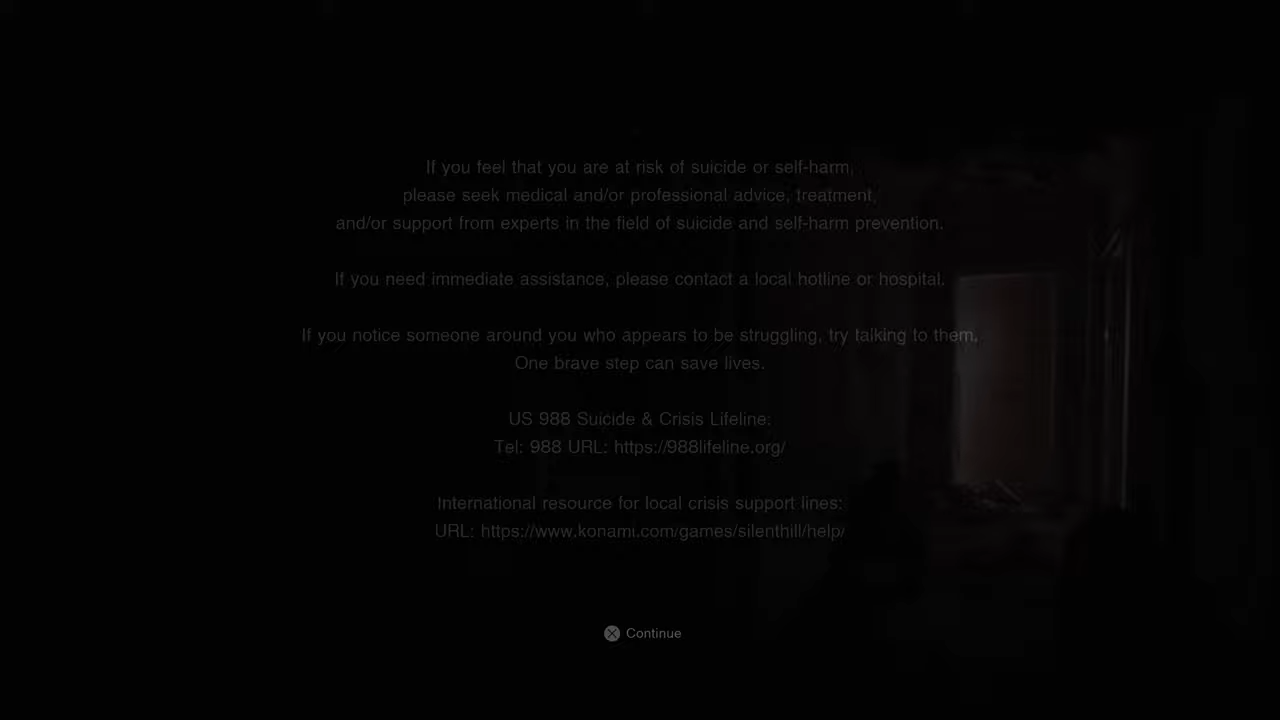 If you feel that you are at risk of suicide or self-harm,
please seek medical and/or professional advice, treatment,
and/or support from experts in the field of suicide and self-harm prevention.
If you need immediate assistance, please contact a local hotline or hospital.
If you notice someone around you who appears to be struggling, try talking to them.
One brave step can save lives.
US 988 Suicide & Crisis Lifeline:
Tel: 988 URL: https://988lifeline.org/
International resource for local crisis support lines:
URL: https://www.konami.com/games/silenthill/help/
Continue